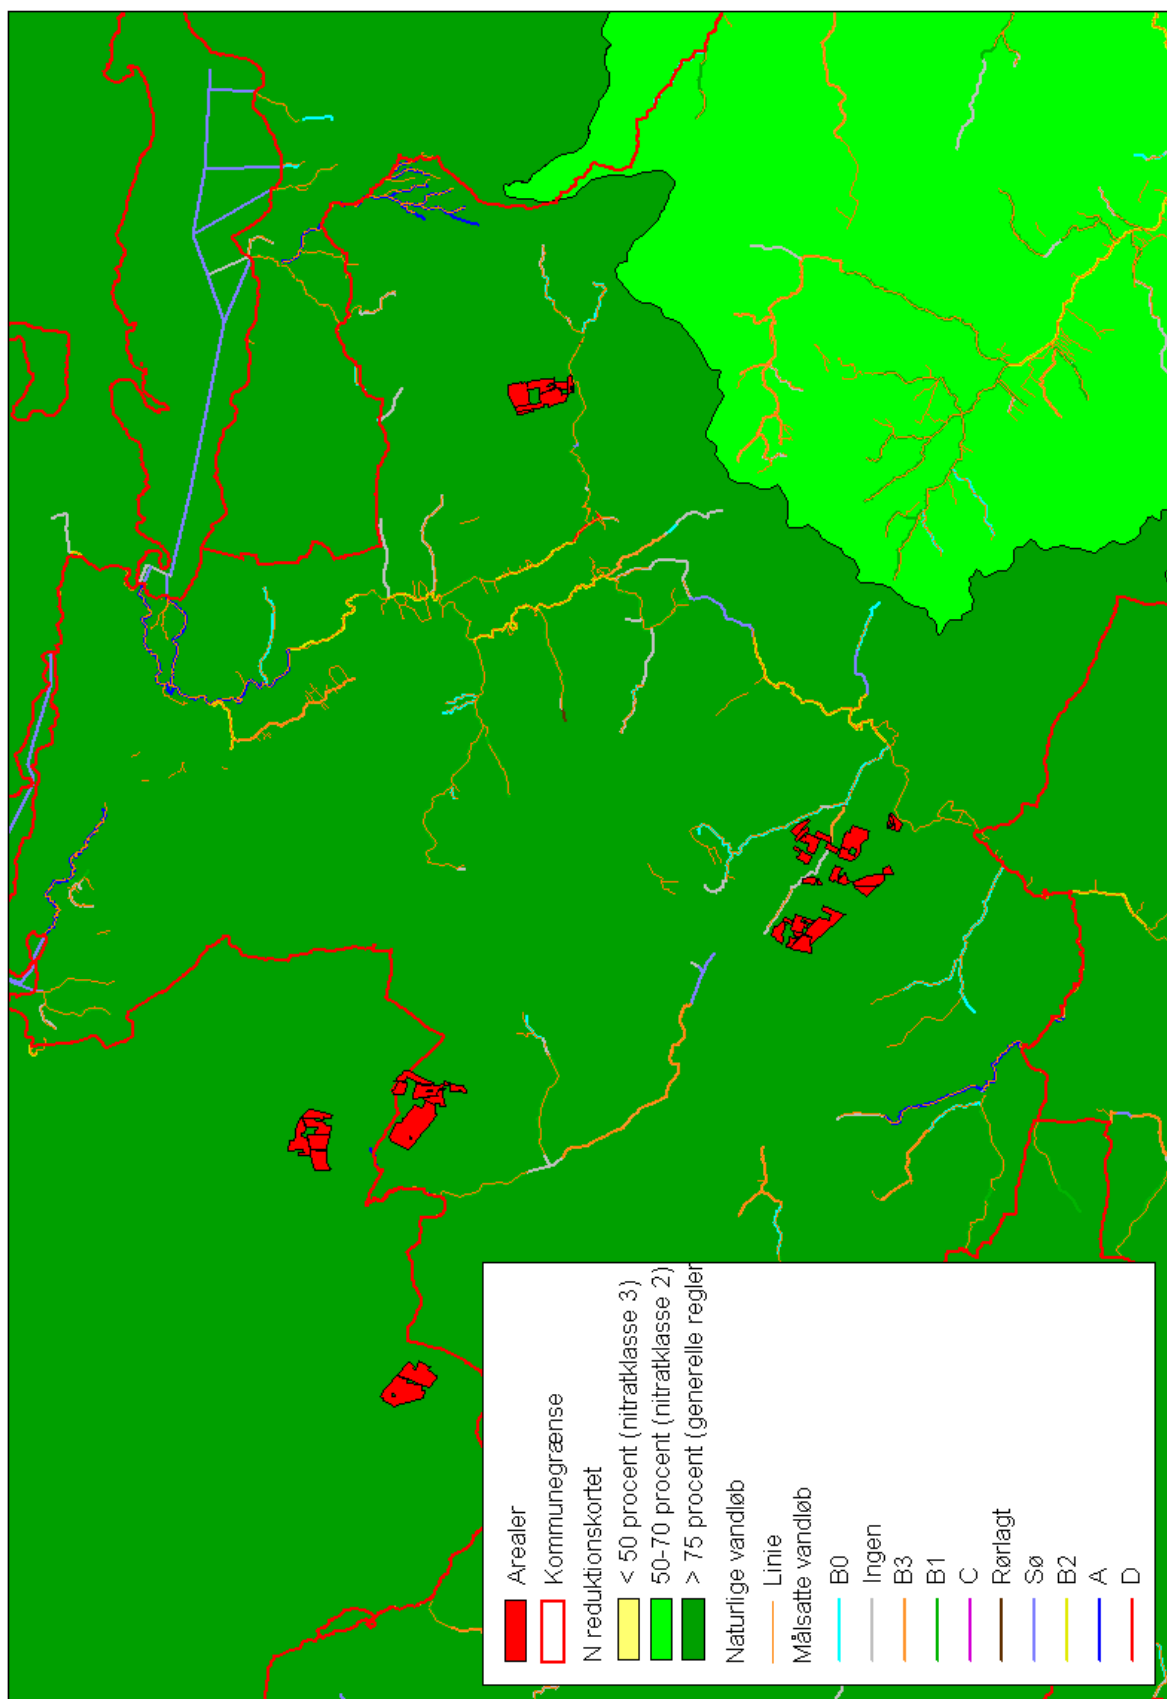 Arealer
Kommunegrænse
N reduktionskortet
< 50 procent (nitratklasse 3)
50-70 procent (nitratklasse 2)
> 75 procent (generelle regler
Naturlige vandløb
Linie
Målsatte vandløb
B0
Ingen
B3
B1
C
Rørlagt
Sø
B2
A
D